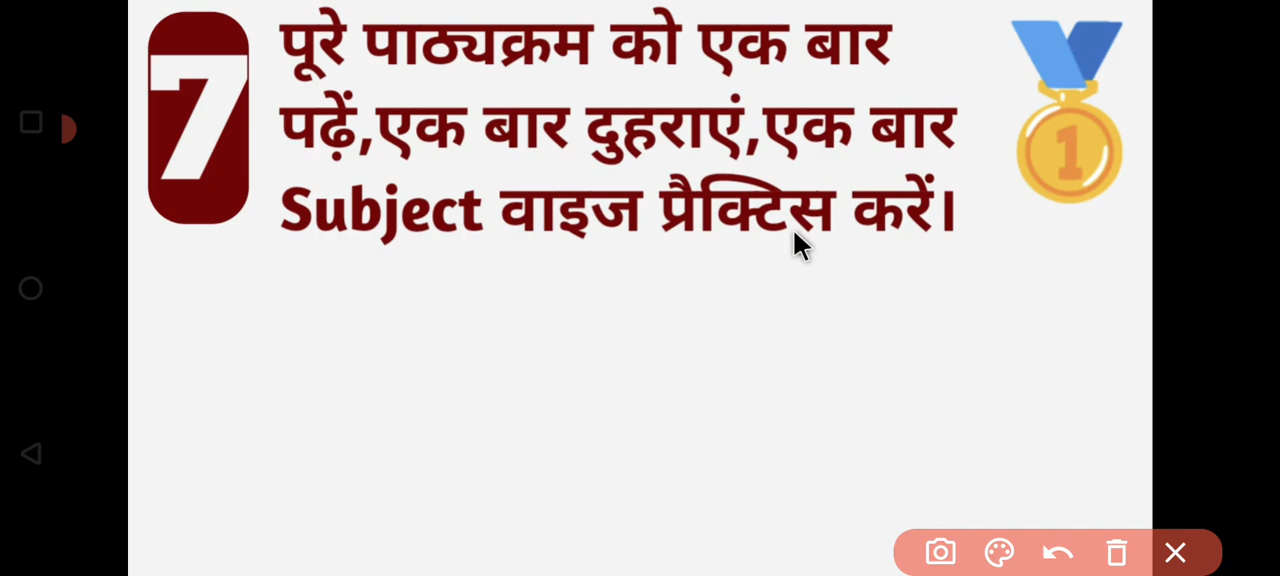 7
पूरे पाठ्यक्रम को एक बार
पढ़ें,एक बार दुहराएं,एक बार
Subject वाइज प्रैक्टिस करें।
1